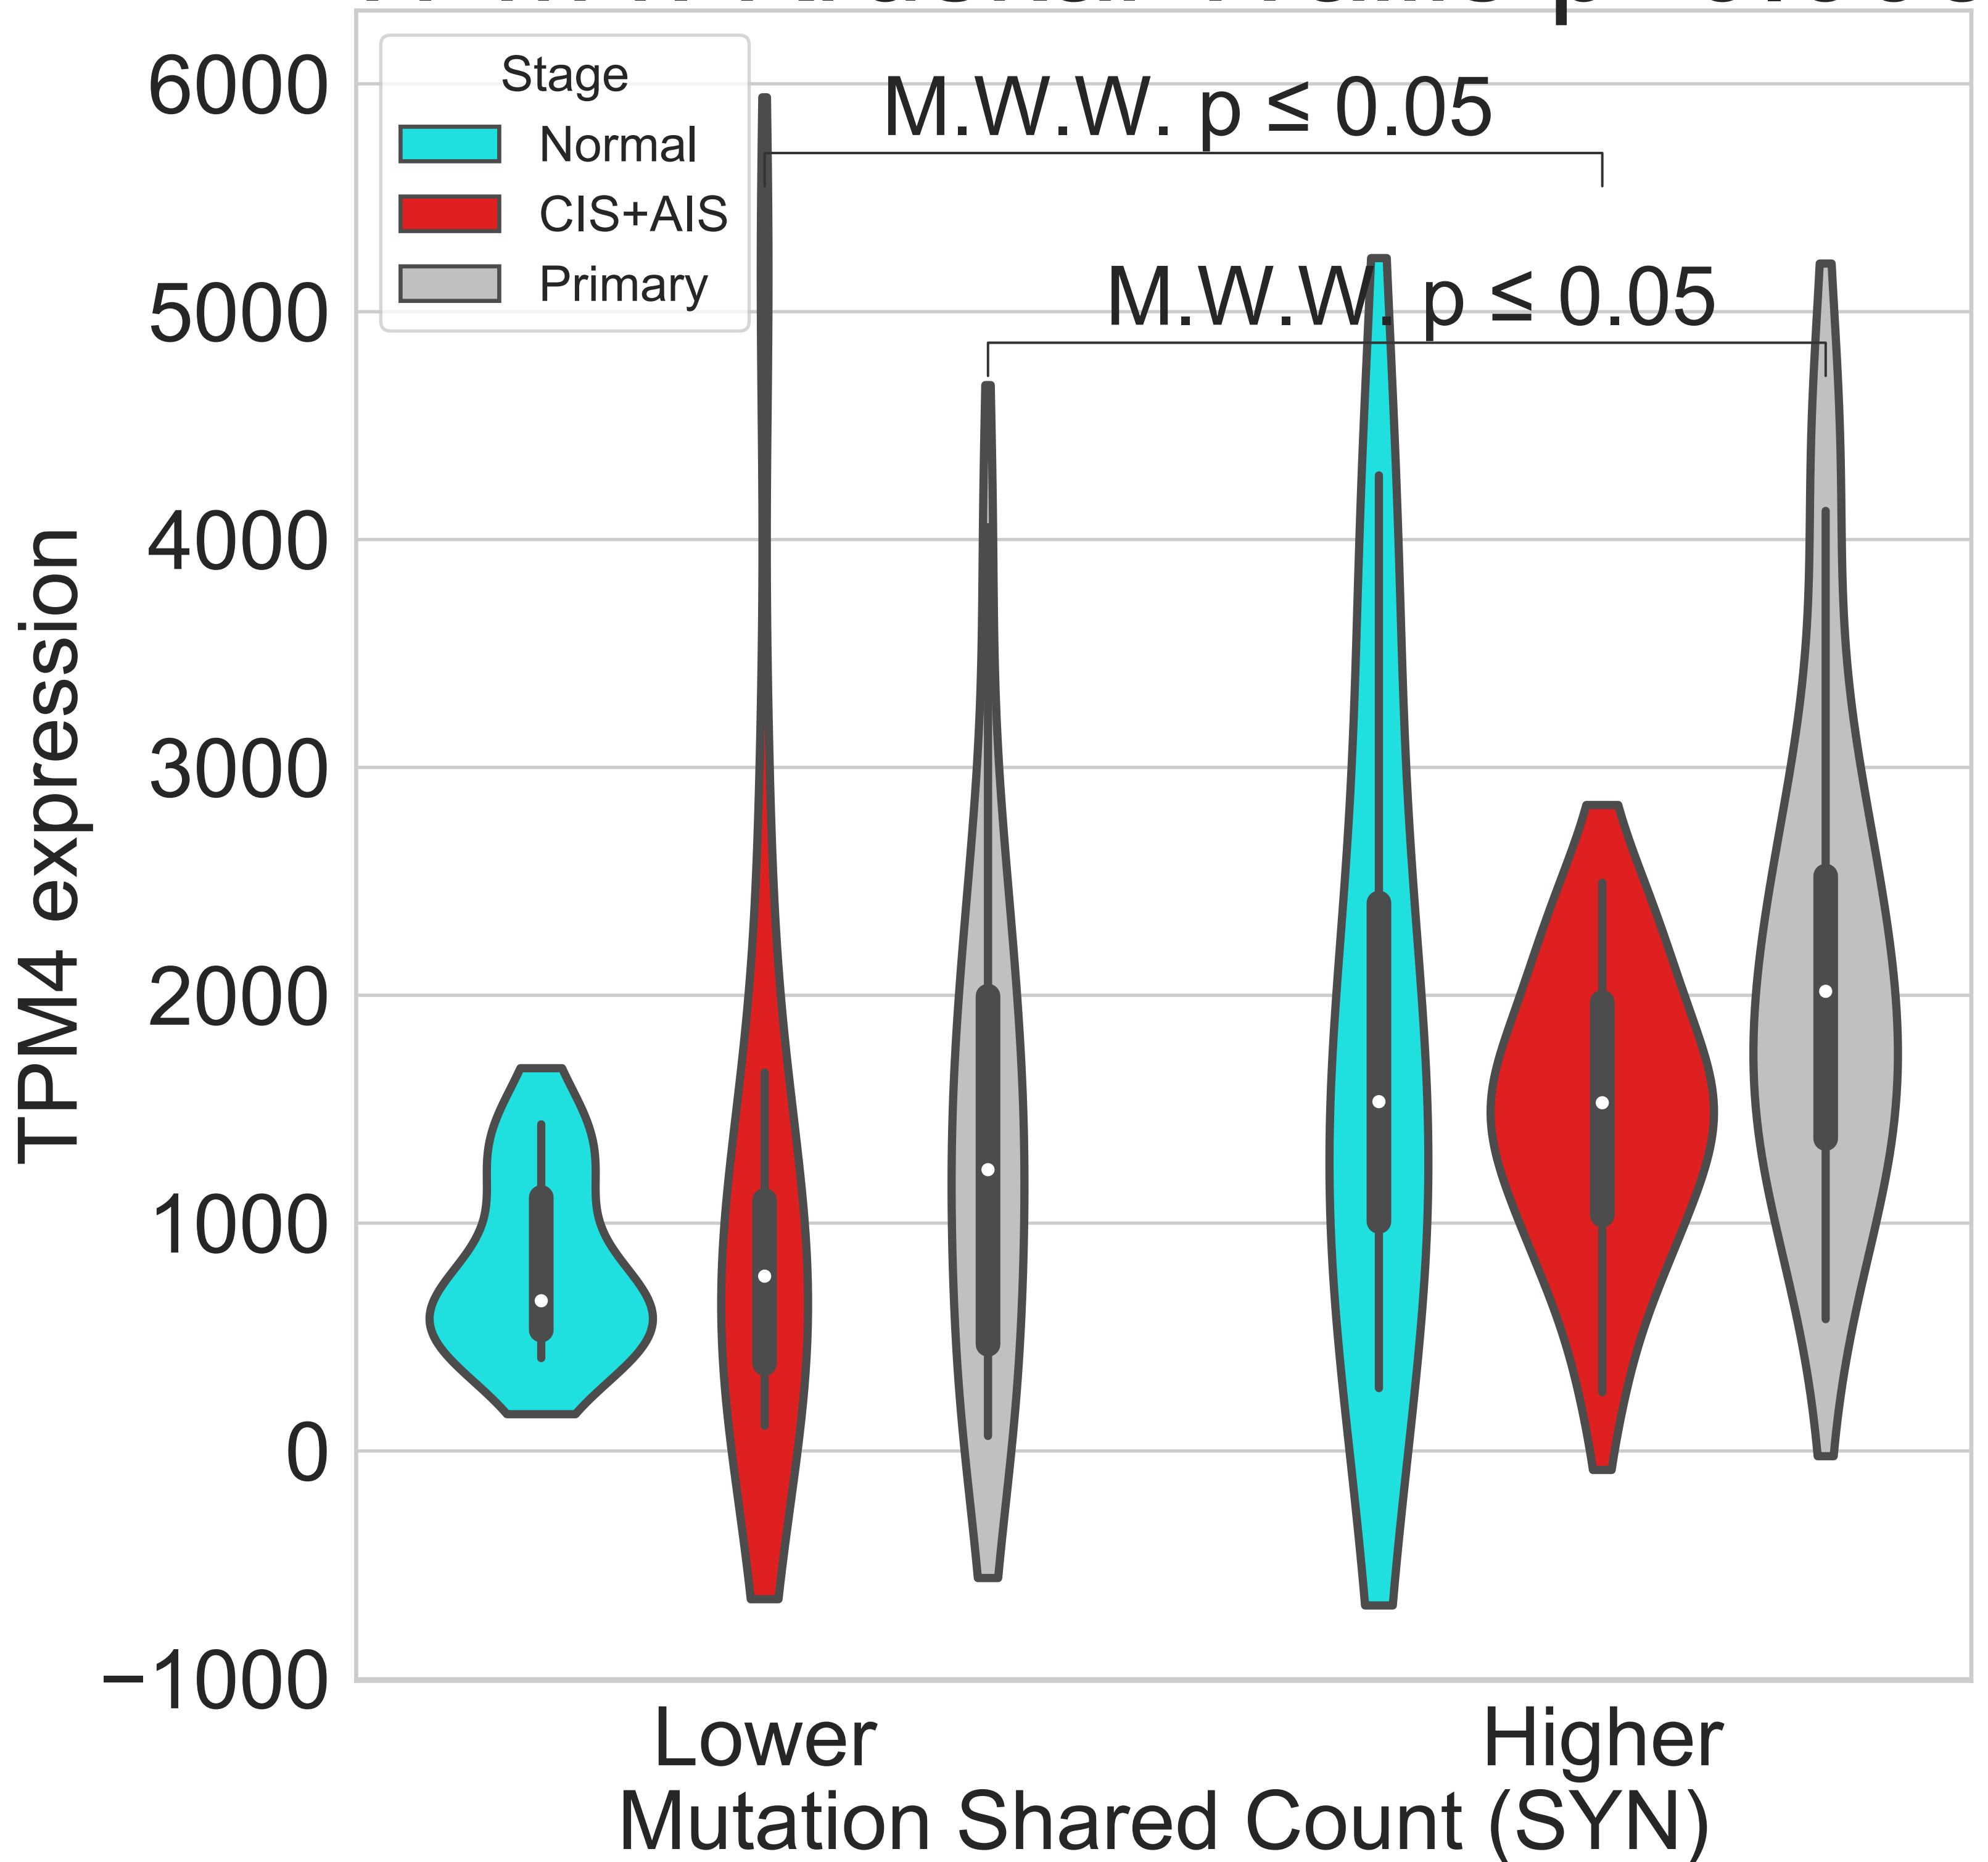 Stage
Normal
CIS+AIS
Primary
M.W.W. p ≤ 0.05
M.W.W. p ≤ 0.05
6000
5000
4000
3000
2000
1000
0
−1000
TPM4 expression
Lower
Higher
Mutation Shared Count (SYN)